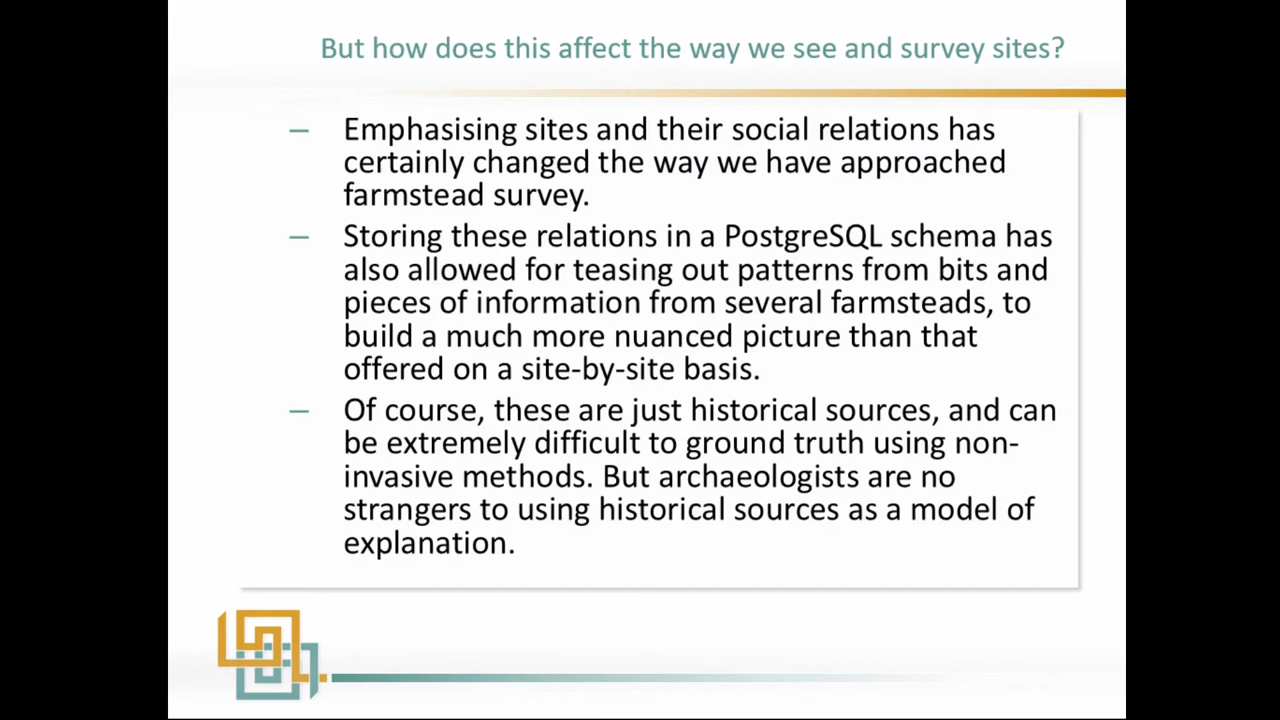 But how does this affect the way we see and survey sites?
– Emphasising sites and their social relations has
certainly changed the way we have approached
farmstead survey.
– Storing these relations in a PostgreSQL schema has
also allowed for teasing out patterns from bits and
pieces of information from several farmsteads, to
build a much more nuanced picture than that
offered on a site-by-site basis.
– Of course, these are just historical sources, and can
be extremely difficult to ground truth using non-
invasive methods. But archaeologists are no
strangers to using historical sources as a model of
explanation.